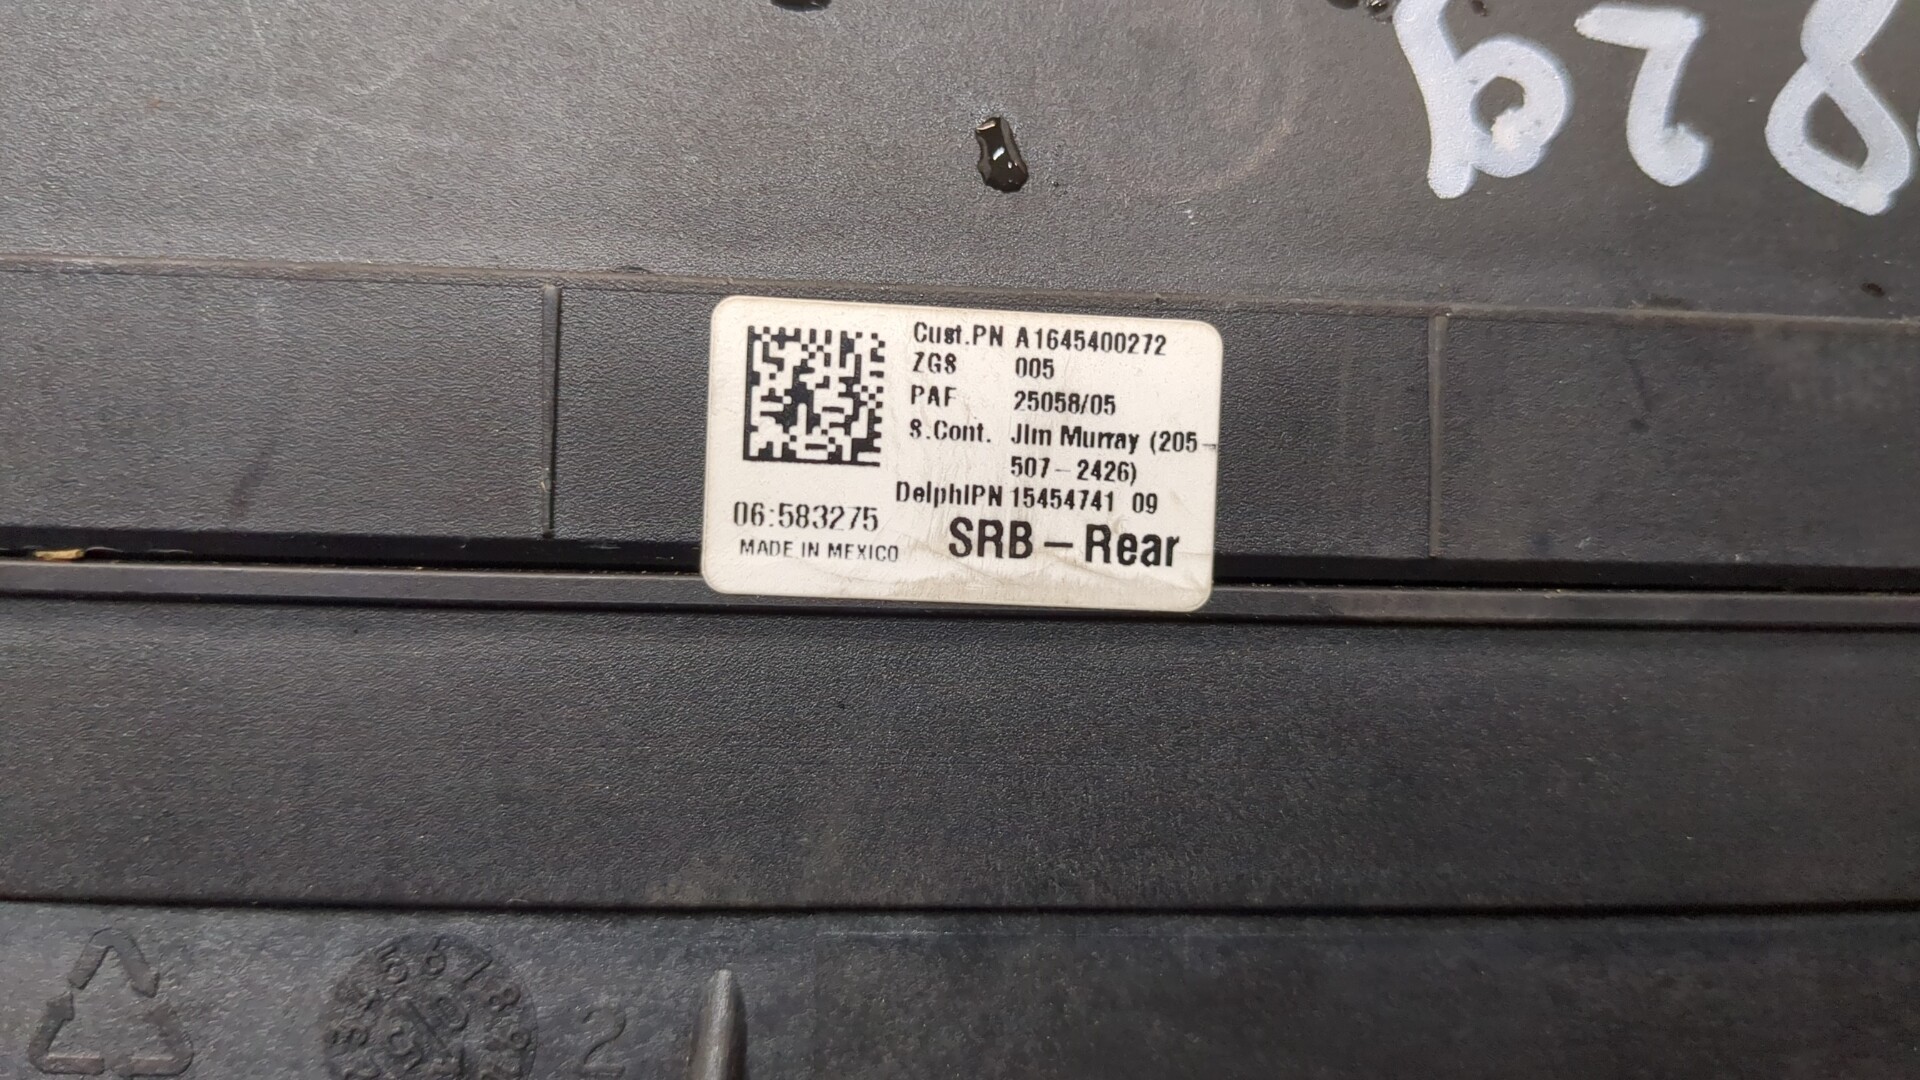 Cust.PN A1645400272
ZGS 005
PAF 25058/05
S.Cont. Jim Murray (205-
507-2426)
DelphiPN 15454741 09
06:583275
SRB-Rear
MADE IN MEXICO
2